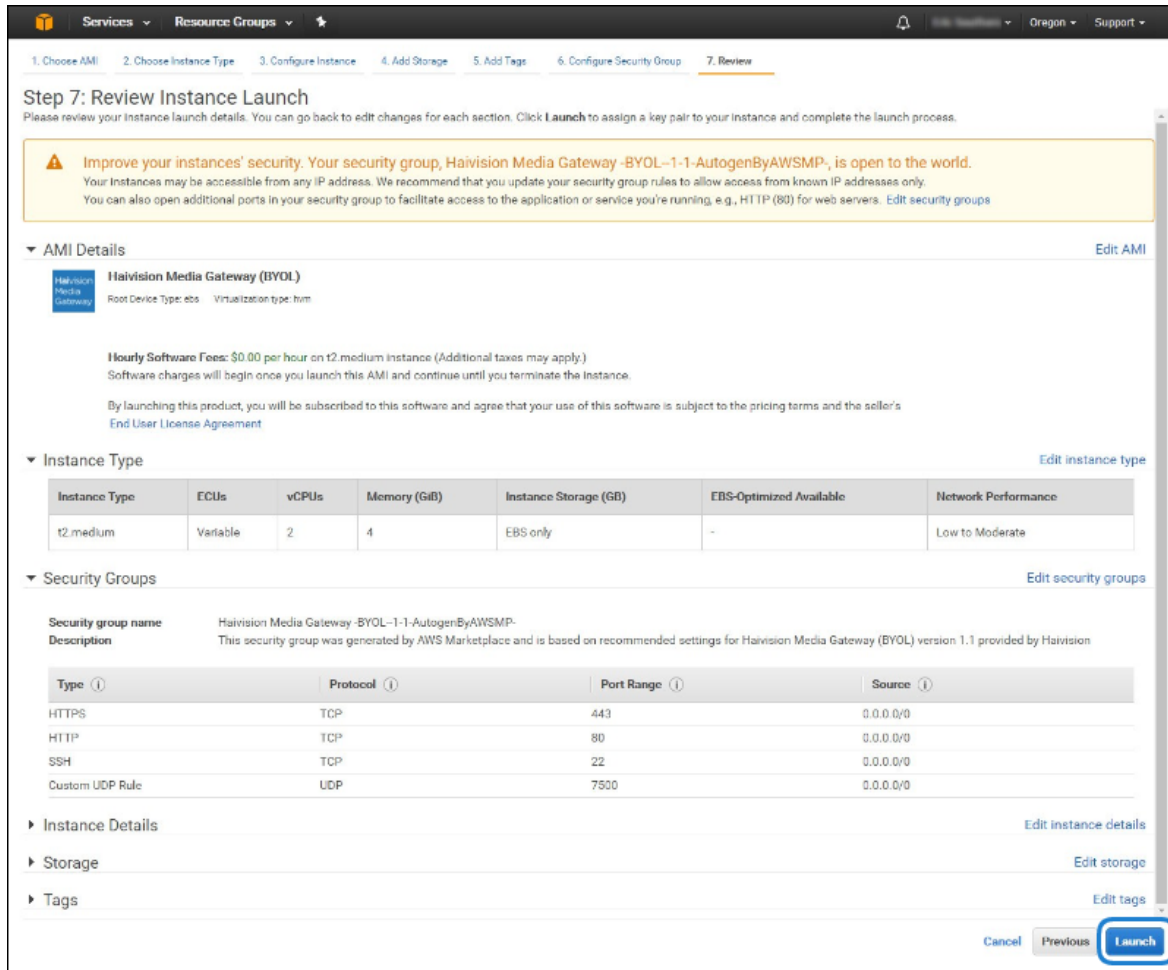 Services Resource Groups Oregon Support
1. Choose AMI 2. Choose Instance Type 3. Configure Instance 4. Add Storage 5. Add Tags 6. Configure Security Group 7. Review
Step 7: Review Instance Launch
Please review your instance launch details. You can go back to edit changes for each section. Click Launch to assign a key pair to your instance and complete the launch process.
Improve your instances' security. Your security group, Haivision Media Gateway -BYOL--1-1-AutogenByAWSMP-, is open to the world.
Your instances may be accessible from any IP address. We recommend that you update your security group rules to allow access from known IP addresses only.
You can also open additional ports in your security group to facilitate access to the application or service you're running, e.g., HTTP (80) for web servers. Edit security groups
AMI Details Edit AMI
Haivision
Media
Gateway
Haivision Media Gateway (BYOL)
Root Device Type: ebs Virtualization type: hvm
Hourly Software Fees: $0.00 per hour on t2.medium instance (Additional taxes may apply.)
Software charges will begin once you launch this AMI and continue until you terminate the instance.
By launching this product, you will be subscribed to this software and agree that your use of this software is subject to the pricing terms and the seller's
End User License Agreement
Instance Type Edit instance type
Instance Type ECUs vCPUs Memory (GiB) Instance Storage (GB) EBS-Optimized Available Network Performance
t2.medium Variable 2 4 EBS only - Low to Moderate
Security Groups Edit security groups
Security group name Haivision Media Gateway -BYOL--1-1-AutogenByAWSMP-
Description This security group was generated by AWS Marketplace and is based on recommended settings for Haivision Media Gateway (BYOL) version 1.1 provided by Haivision
Type Protocol Port Range Source
HTTPS TCP 443 0.0.0.0/0
HTTP TCP 80 0.0.0.0/0
SSH TCP 22 0.0.0.0/0
Custom UDP Rule UDP 7500 0.0.0.0/0
Instance Details Edit instance details
Storage Edit storage
Tags Edit tags
Cancel Previous Launch